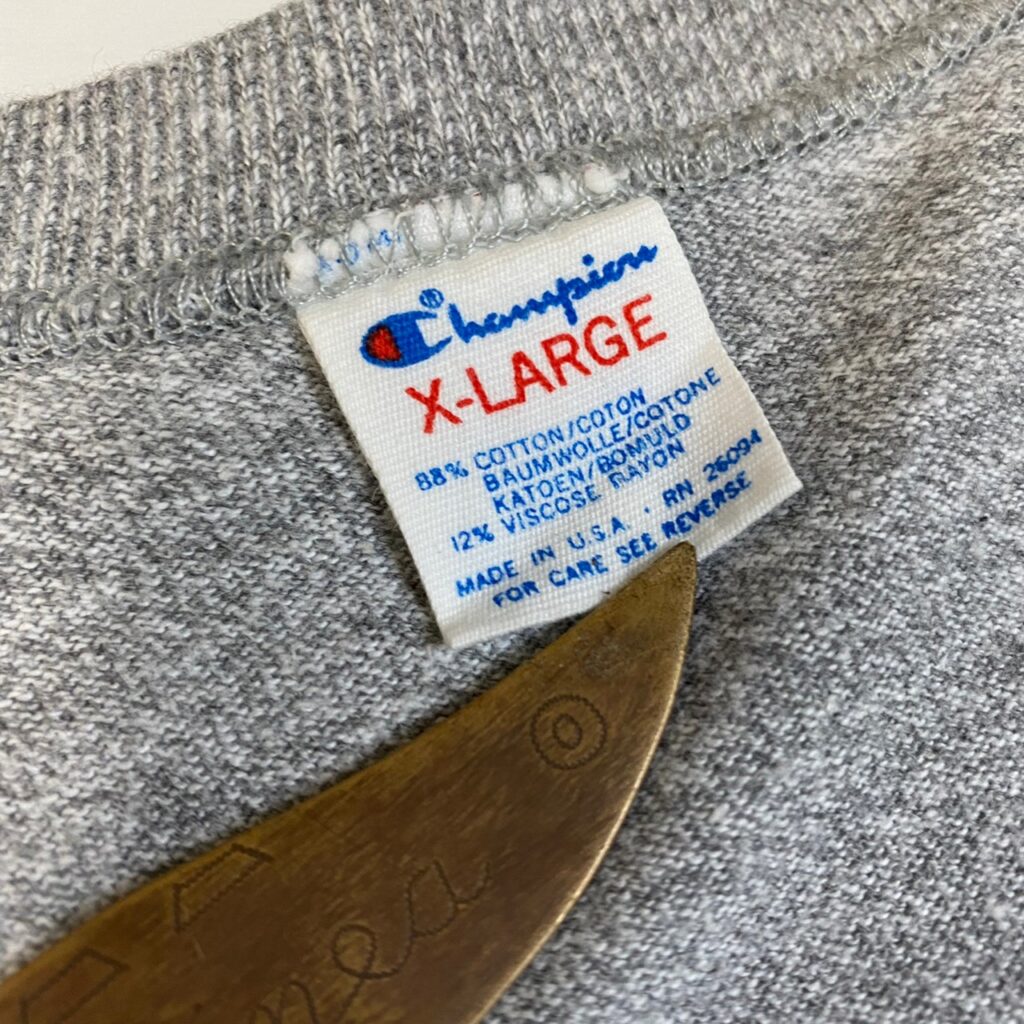 Champion®
X-LARGE
88% COTTON/COTON
BAUMWOLLE/COTONE
KATOEN/BOMULD
12% VISCOSE RAYON
MADE IN U.S.A. · RN 26094
FOR CARE SEE REVERSE